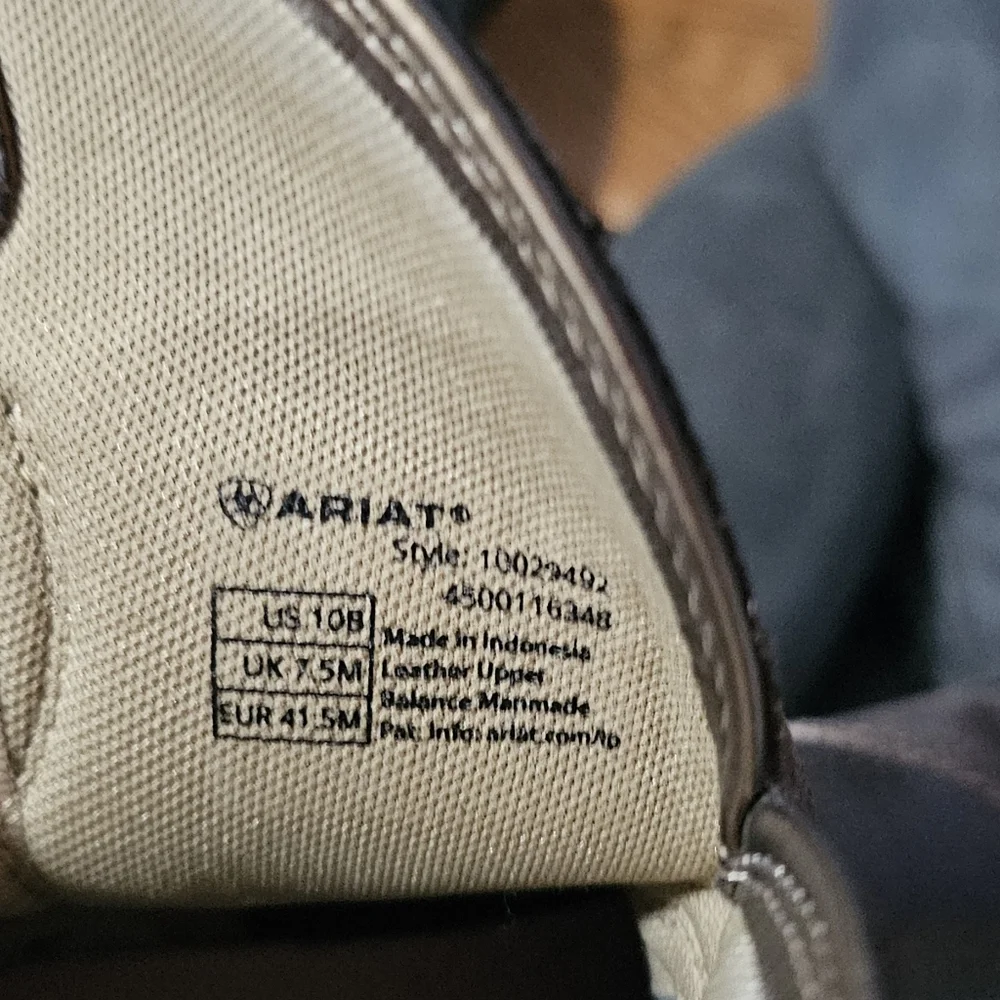 ARIAT®
Style: 10029492
4500116348
US 10B
UK 7.5M
EUR 41.5M
Made in Indonesia
Leather Upper
Balance Manmade
Pat. Info: ariat.com/ip